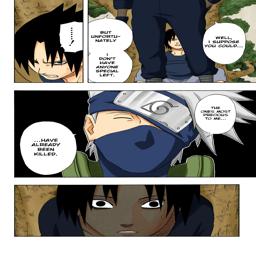 WELL,
I SUPPOSE
YOU COULD...
BUT
UNFORTU-
NATELY
I
DON'T
HAVE
ANYONE
SPECIAL
LEFT.
......!
THE
ONES MOST
PRECIOUS
TO ME...
...HAVE
ALREADY
BEEN
KILLED.